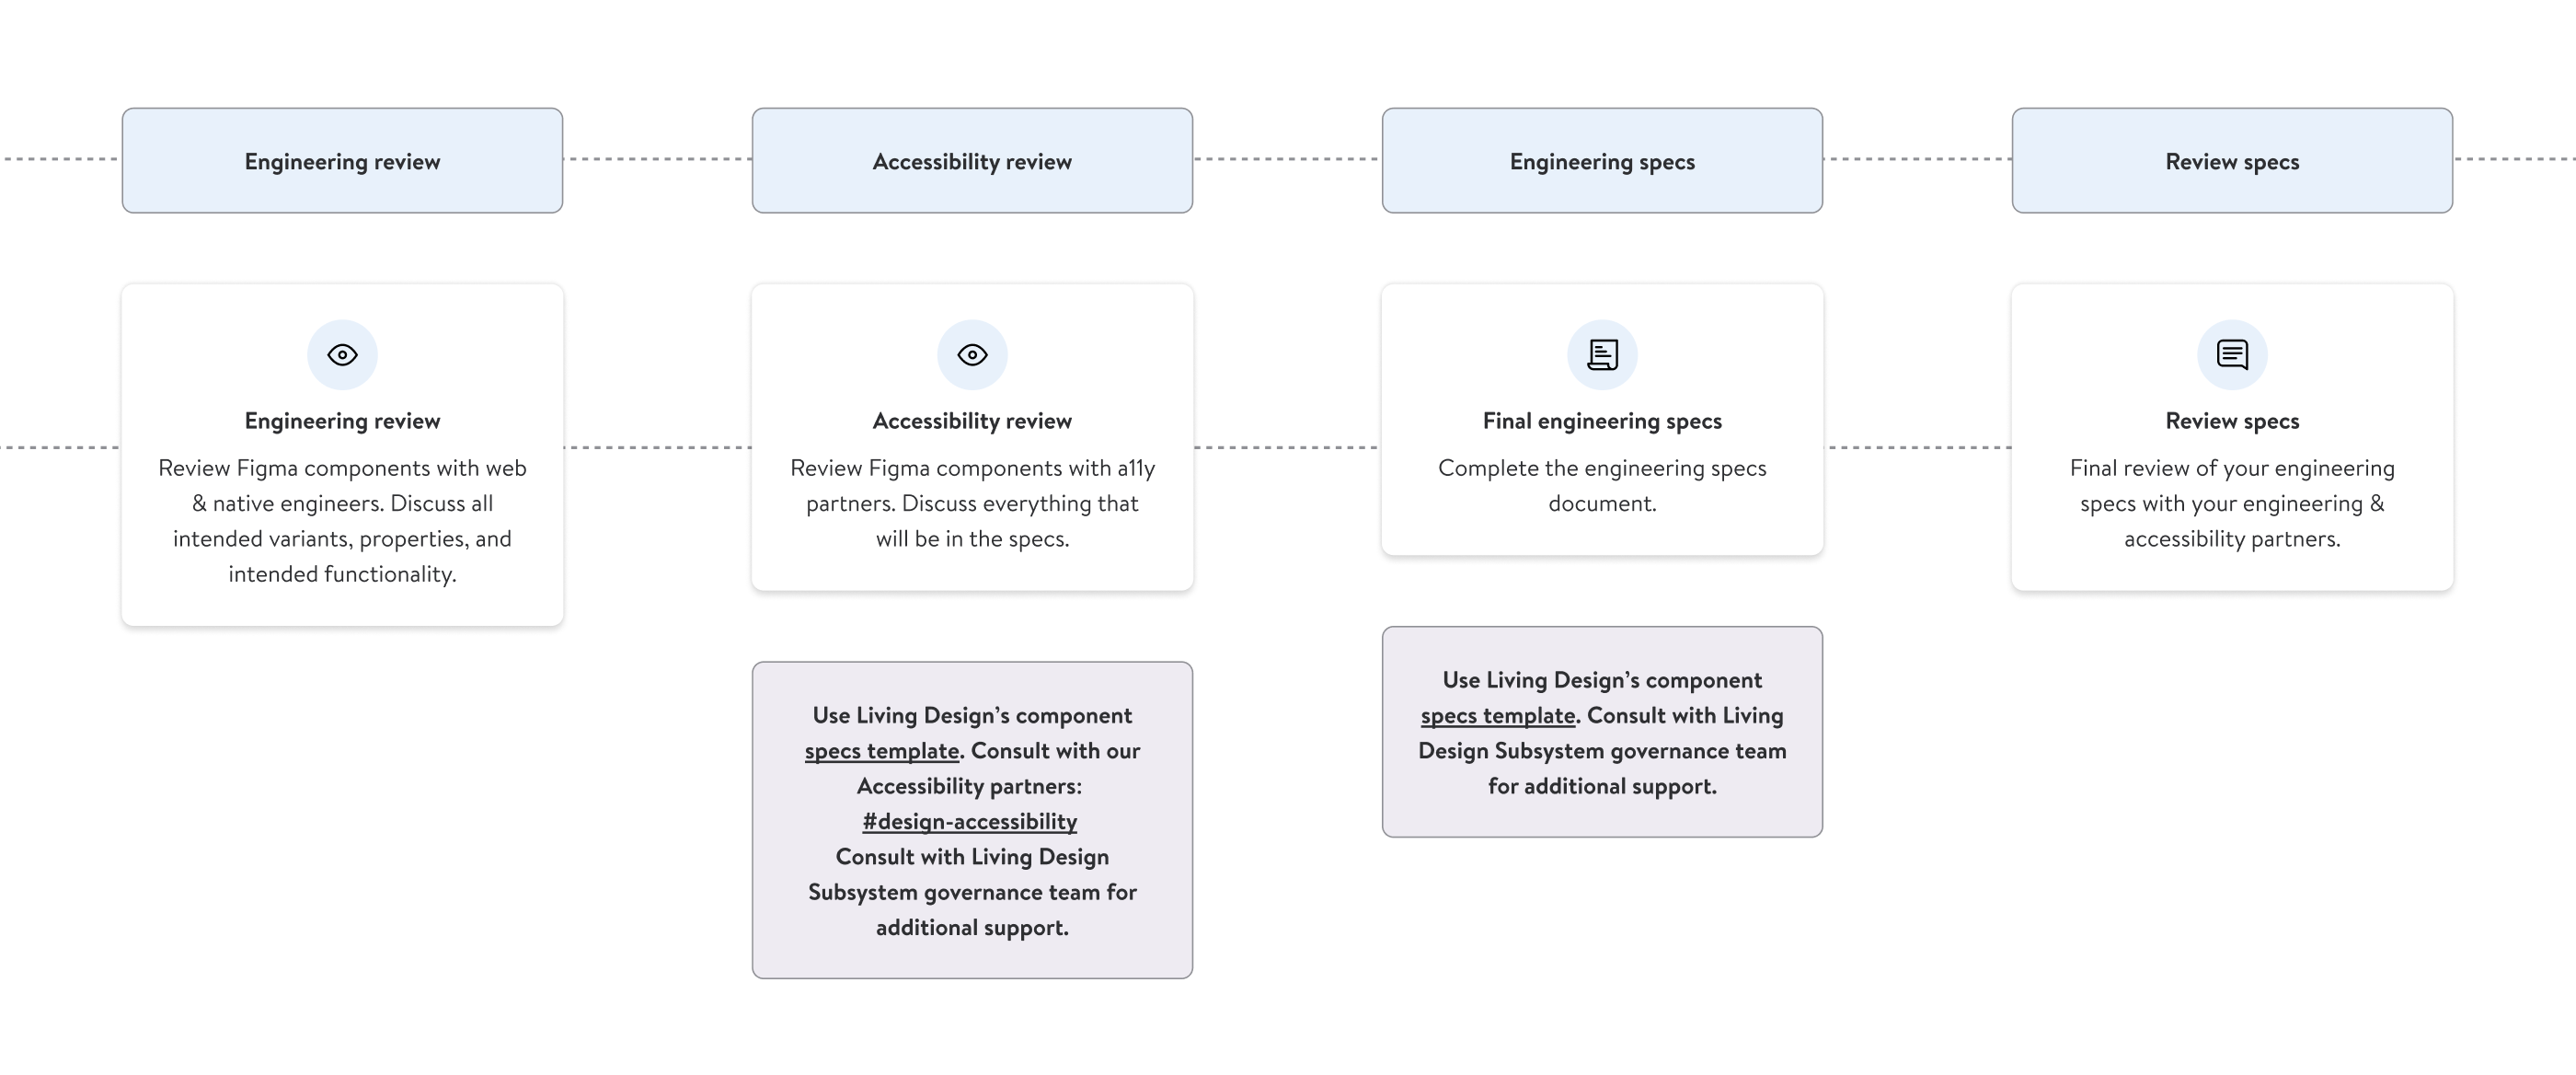 Engineering review
Accessibility review
Engineering specs
Review specs
Engineering review
Review Figma components with web
& native engineers. Discuss all
intended variants, properties, and
intended functionality.
Accessibility review
Review Figma components with a11y
partners. Discuss everything that
will be in the specs.
Use Living Design’s component
specs template. Consult with our
Accessibility partners:
#design-accessibility
Consult with Living Design
Subsystem governance team for
additional support.
Final engineering specs
Complete the engineering specs
document.
Use Living Design’s component
specs template. Consult with Living
Design Subsystem governance team
for additional support.
Review specs
Final review of your engineering
specs with your engineering &
accessibility partners.